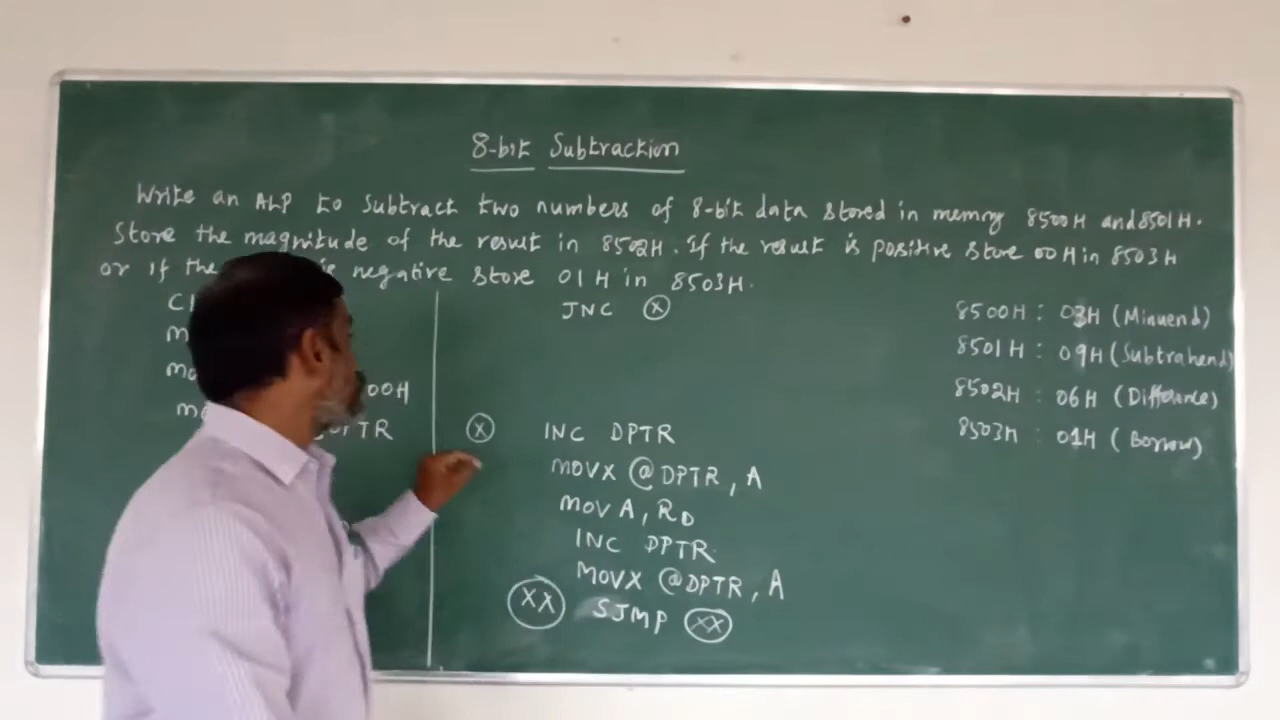 8-bit Subtraction
Write an ALP to Subtract two numbers of 8-bit data stored in memry 8500H and 8501H.
Store the magnitude of the result in 8502H. If the result is positive store 00H in 8503H
or if the negative store 01H in 8503H.
JNC X
00H
DPTR
X INC DPTR
MOVX @DPTR, A
MOV A, R0
INC DPTR
MOVX @DPTR, A
XX SJMP XX
8500H : 03H (Minuend)
8501H : 09H (Subtrahend)
8502H : 06H (Difference)
8503H : 01H (Borrow)